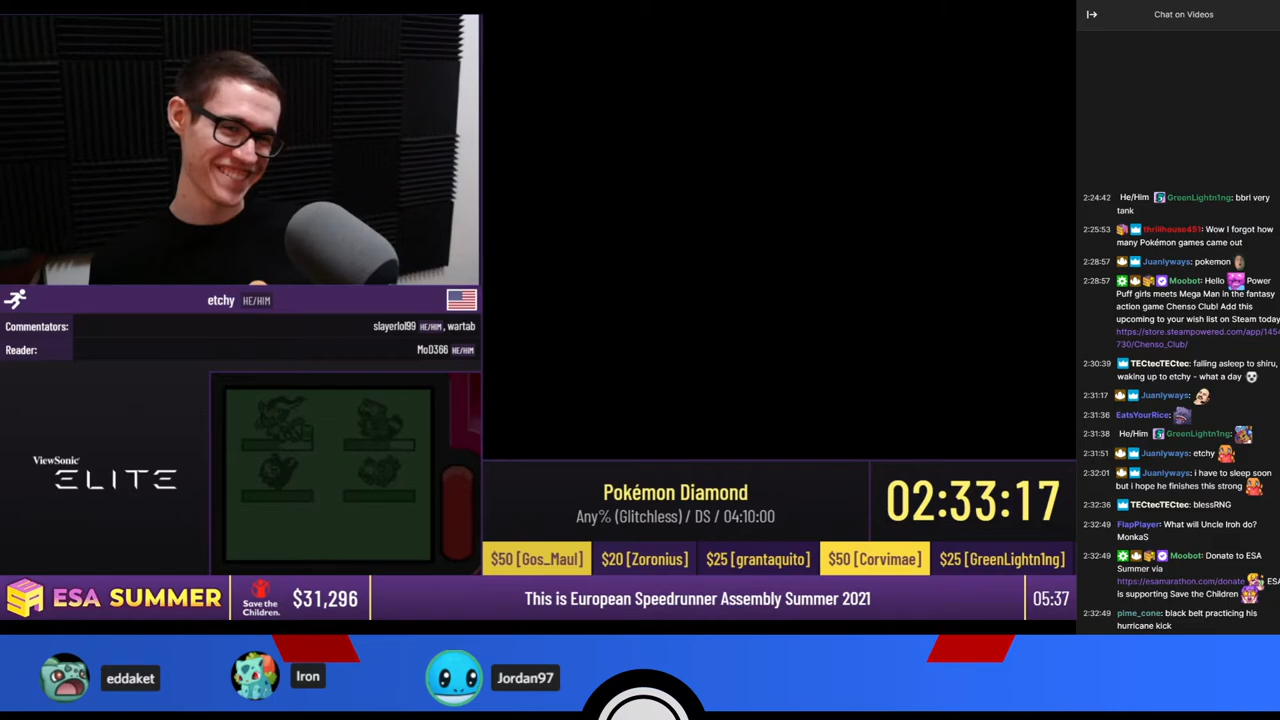 Chat on Videos
2:24:42 He/Him GreenLightn1ng: bbrl very
tank
2:25:53 thrillhouse451: Wow I forgot how
many Pokémon games came out
2:28:57 Juanlyways: pokemon
2:28:57 Moobot: Hello Power
Puff girls meets Mega Man in the fantasy
action game Chenso Club! Add this
upcoming to your wish list on Steam today
https://store.steampowered.com/app/1454
730/Chenso_Club/
2:30:39 TECtecTECtec: falling asleep to shiru,
waking up to etchy - what a day
2:31:17 Juanlyways:
2:31:36 EatsYourRice:
2:31:38 He/Him GreenLightn1ng:
2:31:51 Juanlyways: etchy
2:32:01 Juanlyways: i have to sleep soon
but i hope he finishes this strong
2:32:36 TECtecTECtec: blessRNG
2:32:49 FlapPlayer: What will Uncle Iroh do?
MonkaS
2:32:49 Moobot: Donate to ESA
Summer via
https://esamarathon.com/donate ESA
is supporting Save the Children
2:32:49 pime_cone: black belt practicing his
hurricane kick
etchy HE/HIM
Commentators:
slayerlol99 HE/HIM, wartab
Reader:
MoD366 HE/HIM
ViewSonic
ELITE
Pokémon Diamond
Any% (Glitchless) / DS / 04:10:00
02:33:17
$50 [Gos_Maul]
$20 [Zoronius]
$25 [grantaquito]
$50 [Corvimae]
$25 [GreenLightn1ng]
ESA SUMMER
Save the
Children.
$31,296
This is European Speedrunner Assembly Summer 2021
05:37
eddaket
Iron
Jordan97